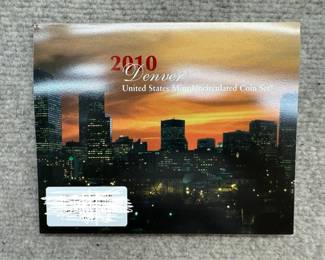 2010
Denver
United States Mint Uncirculated Coin Set®